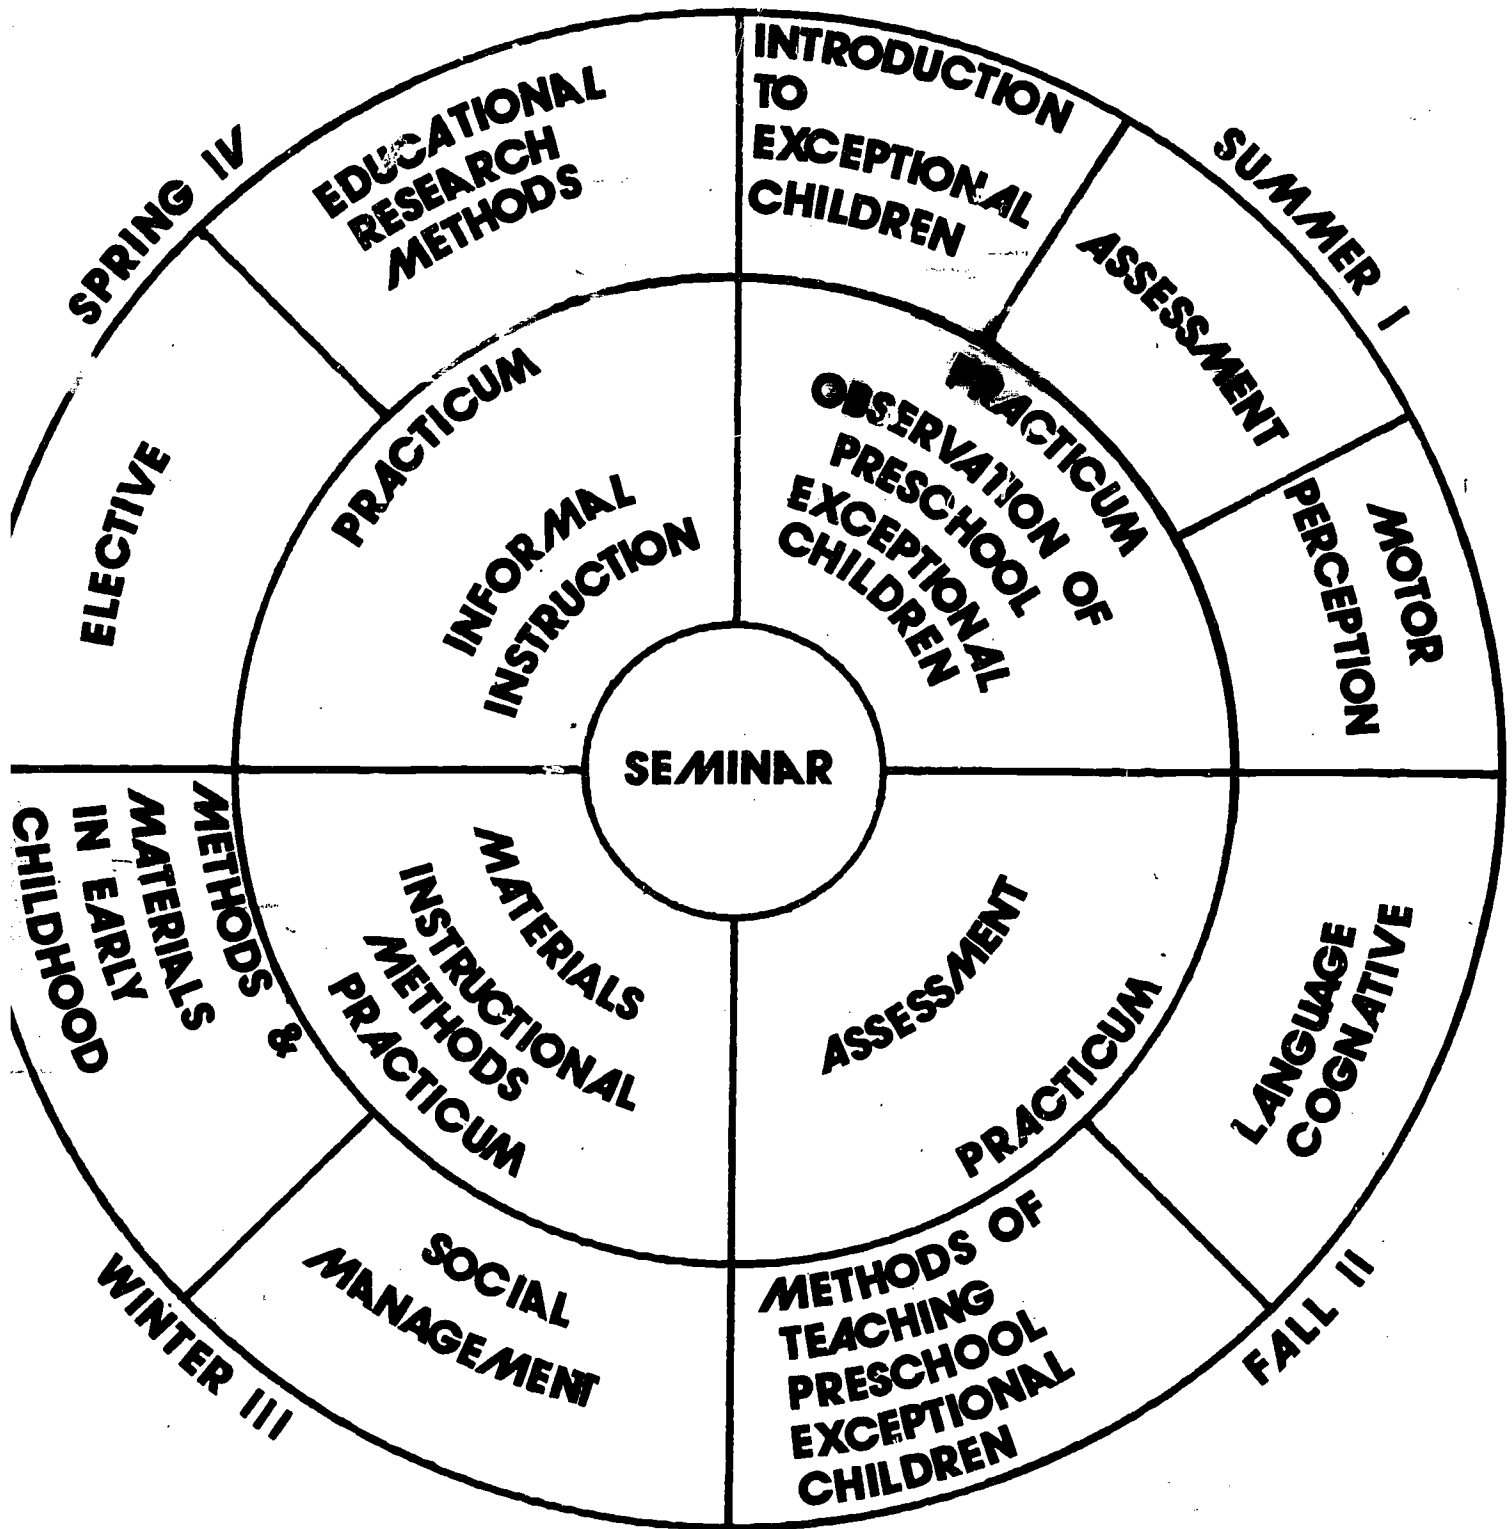 INTRODUCTION
TO
EXCEPTIONAL
CHILDREN
SUMMER I
ASSESSMENT
MOTOR
PERCEPTION
PRACTICUM
OBSERVATION OF
PRESCHOOL
EXCEPTIONAL
CHILDREN
LANGUAGE
COGNATIVE
FALL II
METHODS OF
TEACHING
PRESCHOOL
EXCEPTIONAL
CHILDREN
ASSESSMENT
PRACTICUM
SOCIAL
MANAGEMENT
WINTER III
METHODS &
MATERIALS
IN EARLY
CHILDHOOD
MATERIALS
INSTRUCTIONAL
METHODS
PRACTICUM
ELECTIVE
SPRING IV
EDUCATIONAL
RESEARCH
METHODS
PRACTICUM
INFORMAL
INSTRUCTION
SEMINAR